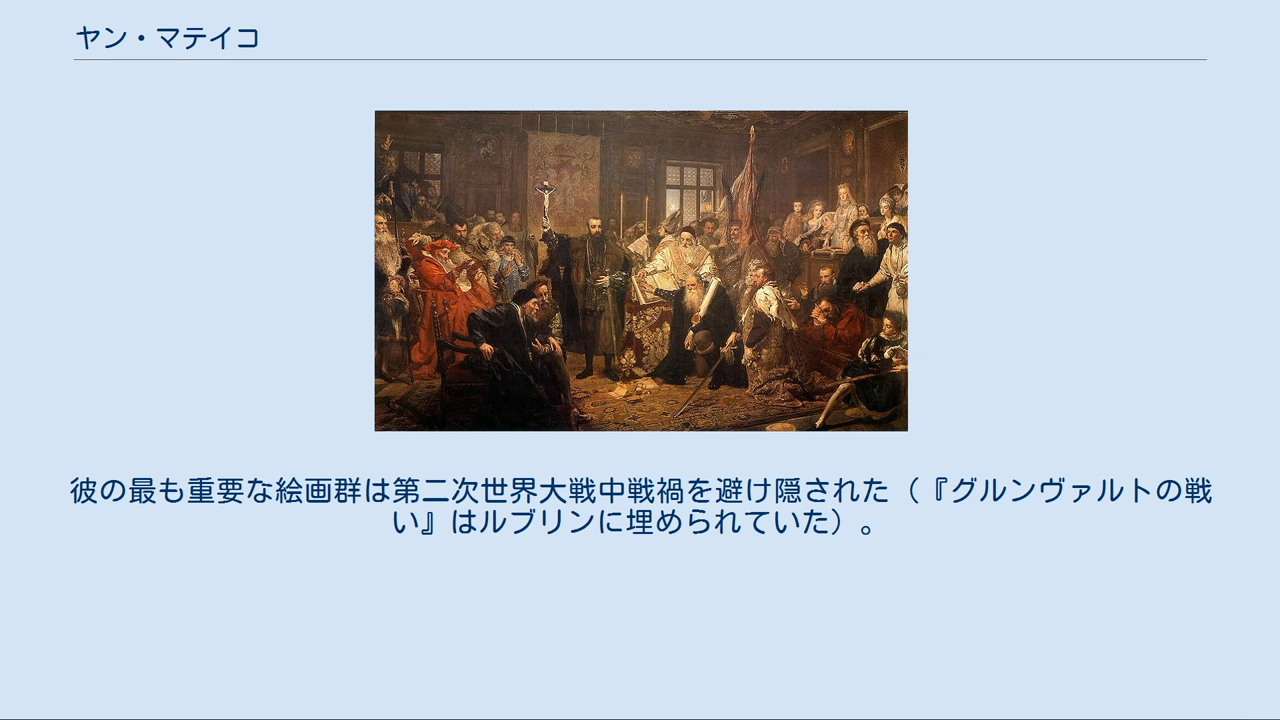 ヤン・マテイコ
彼の最も重要な絵画群は第二次世界大戦中戦禍を避け隠された（『グルンヴァルトの戦
い』はルブリンに埋められていた）。